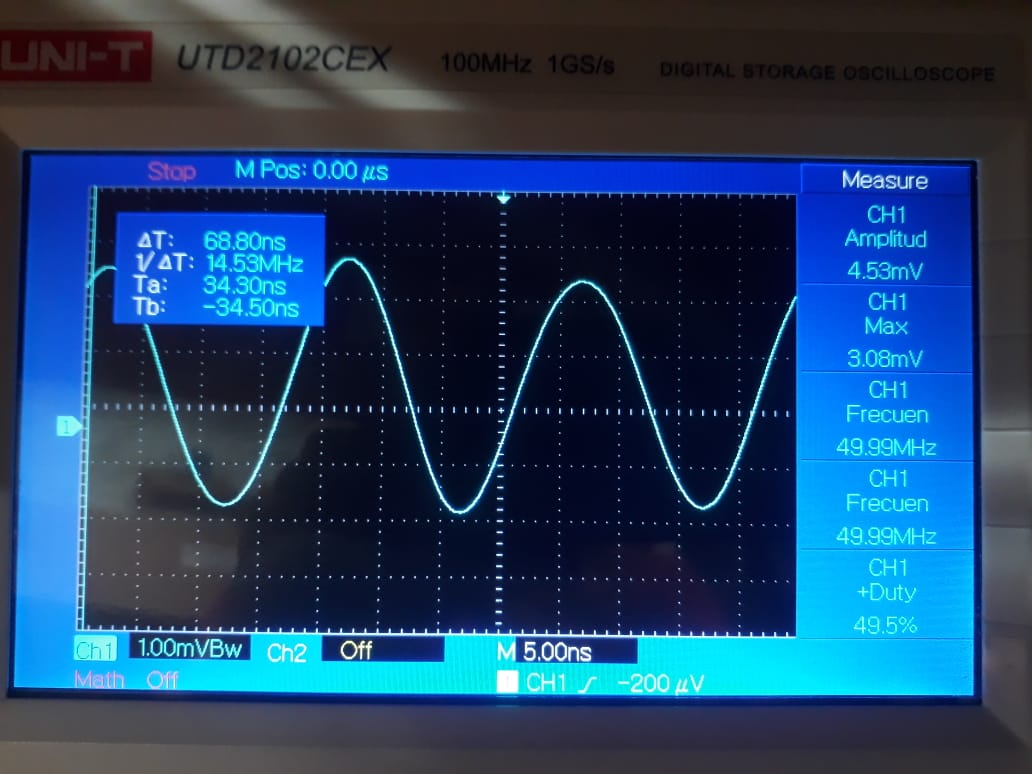 UNI-T UTD2102CEX 100MHz 1GS/s DIGITAL STORAGE OSCILLOSCOPE
Stop M Pos: 0.00 µs
ΔT: 68.80ns
1/ΔT: 14.53MHz
Ta: 34.30ns
Tb: -34.50ns
Measure
CH1
Amplitud
4.53mV
CH1
Max
3.08mV
CH1
Frecuen
49.99MHz
CH1
Frecuen
49.99MHz
CH1
+Duty
49.5%
1
Ch1 1.00mVBw Ch2 Off M 5.00ns
Math Off CH1 -200 µV